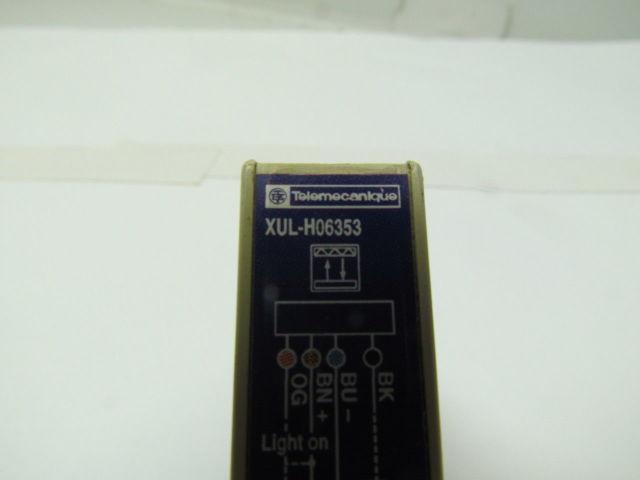 Telemecanique
XUL-H06353
OG BN + BU - BK
Light on